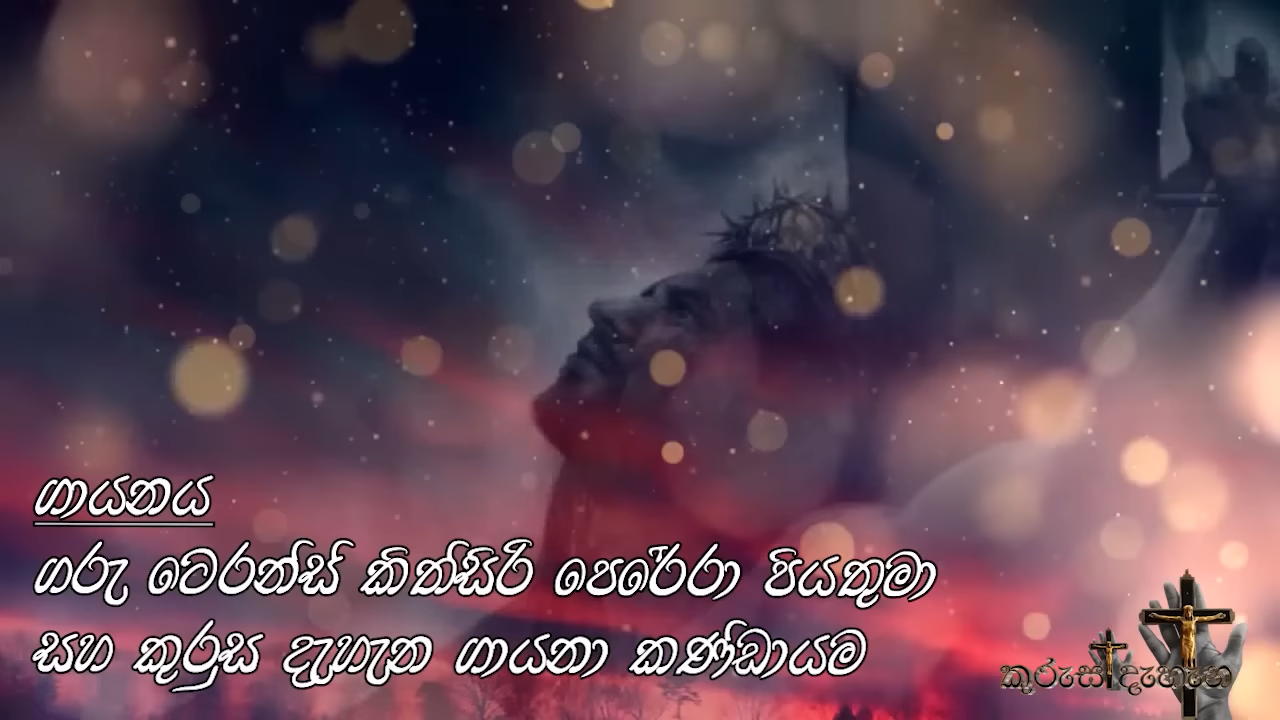 ගායනය
ගරු ටෙරන්ස් කිත්සිරි පෙරේරා පියතුමා
සහ කුරුස දැහැන ගායනා කණ්ඩායම
කුරුස දැහැන